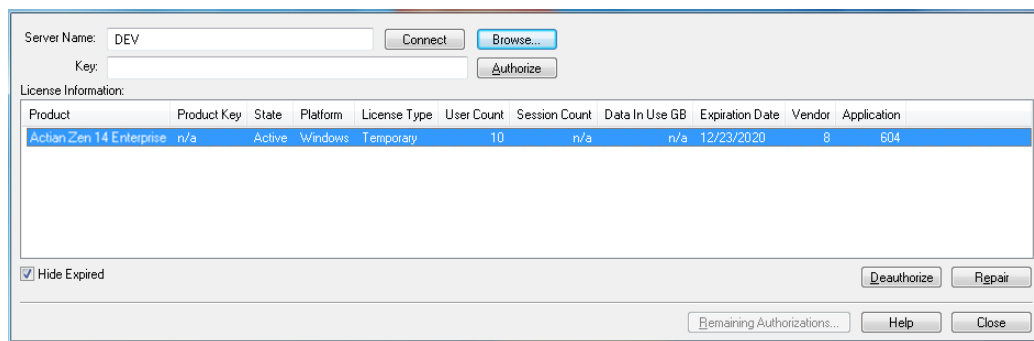 Server Name: DEV Connect Browse...
Key: Authorize
License Information:
Product Product Key State Platform License Type User Count Session Count Data In Use GB Expiration Date Vendor Application
Actian Zen 14 Enterprise n/a Active Windows Temporary 10 n/a n/a 12/23/2020 8 604
Hide Expired Deauthorize Repair
Remaining Authorizations... Help Close